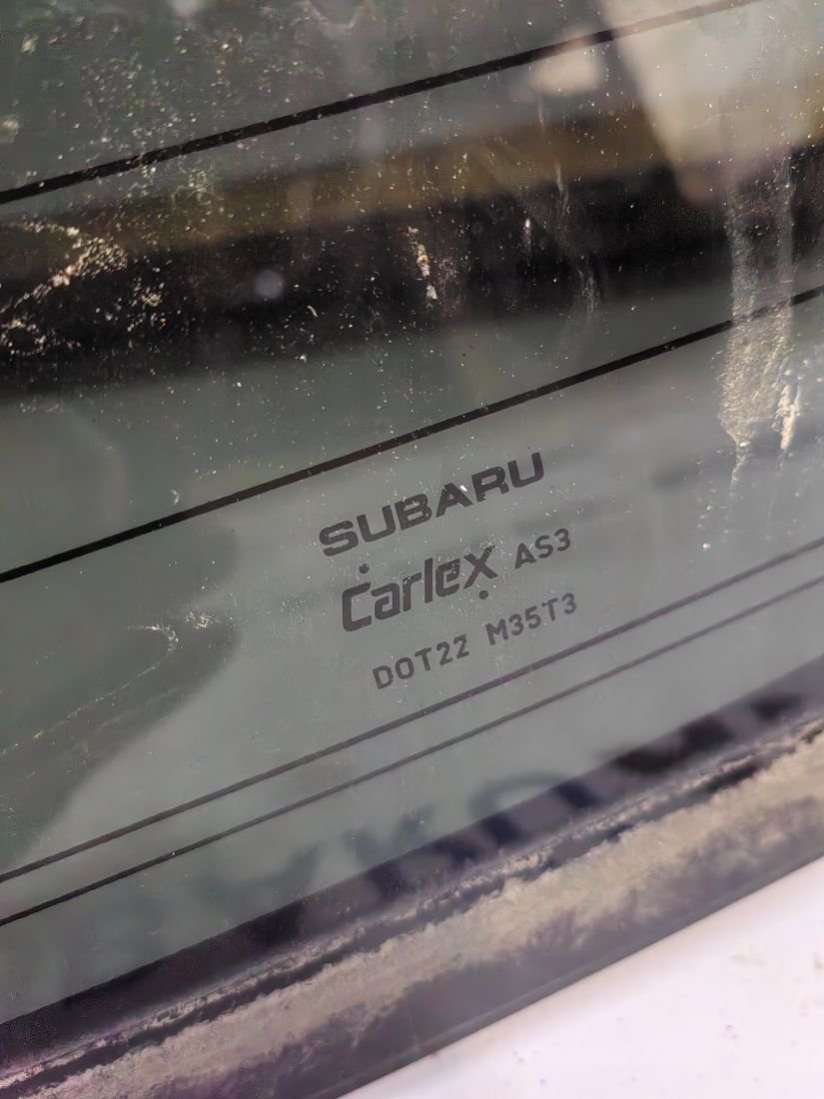 SUBARU
Carlex AS3
DOT22 M35T3